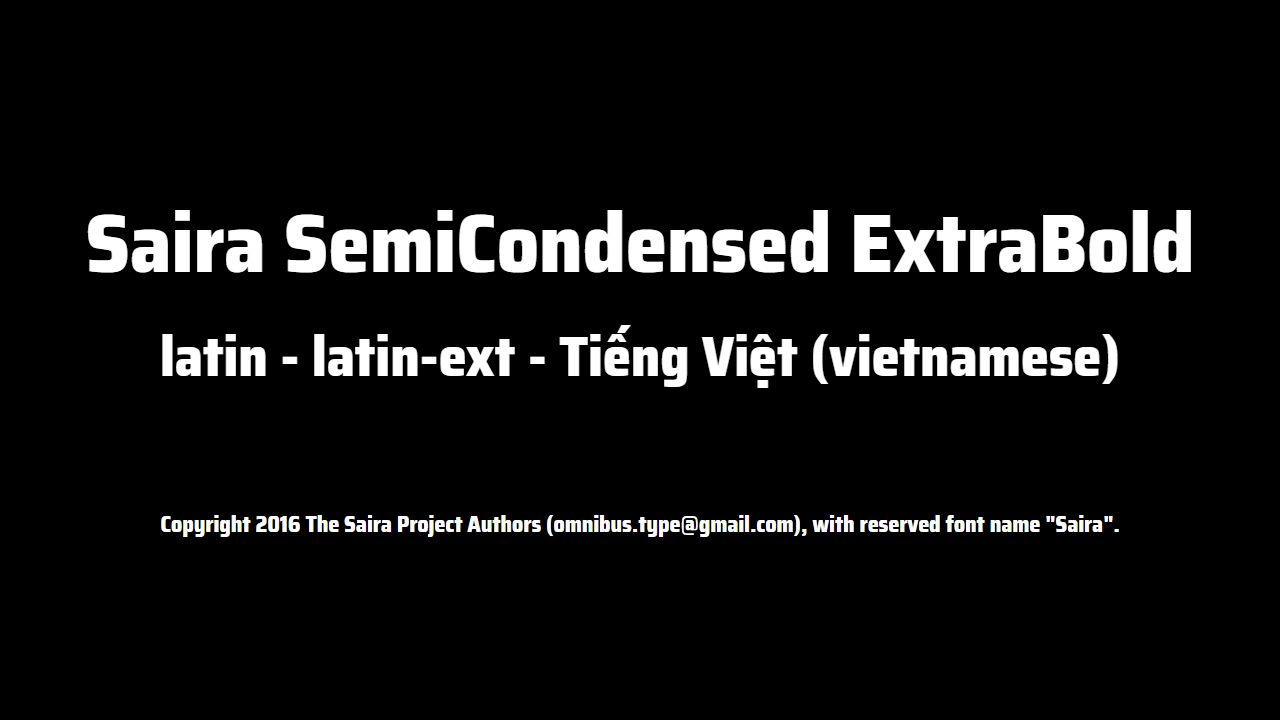 Saira SemiCondensed ExtraBold
latin - latin-ext - Tiếng Việt (vietnamese)
Copyright 2016 The Saira Project Authors (omnibus.type@gmail.com), with reserved font name "Saira".